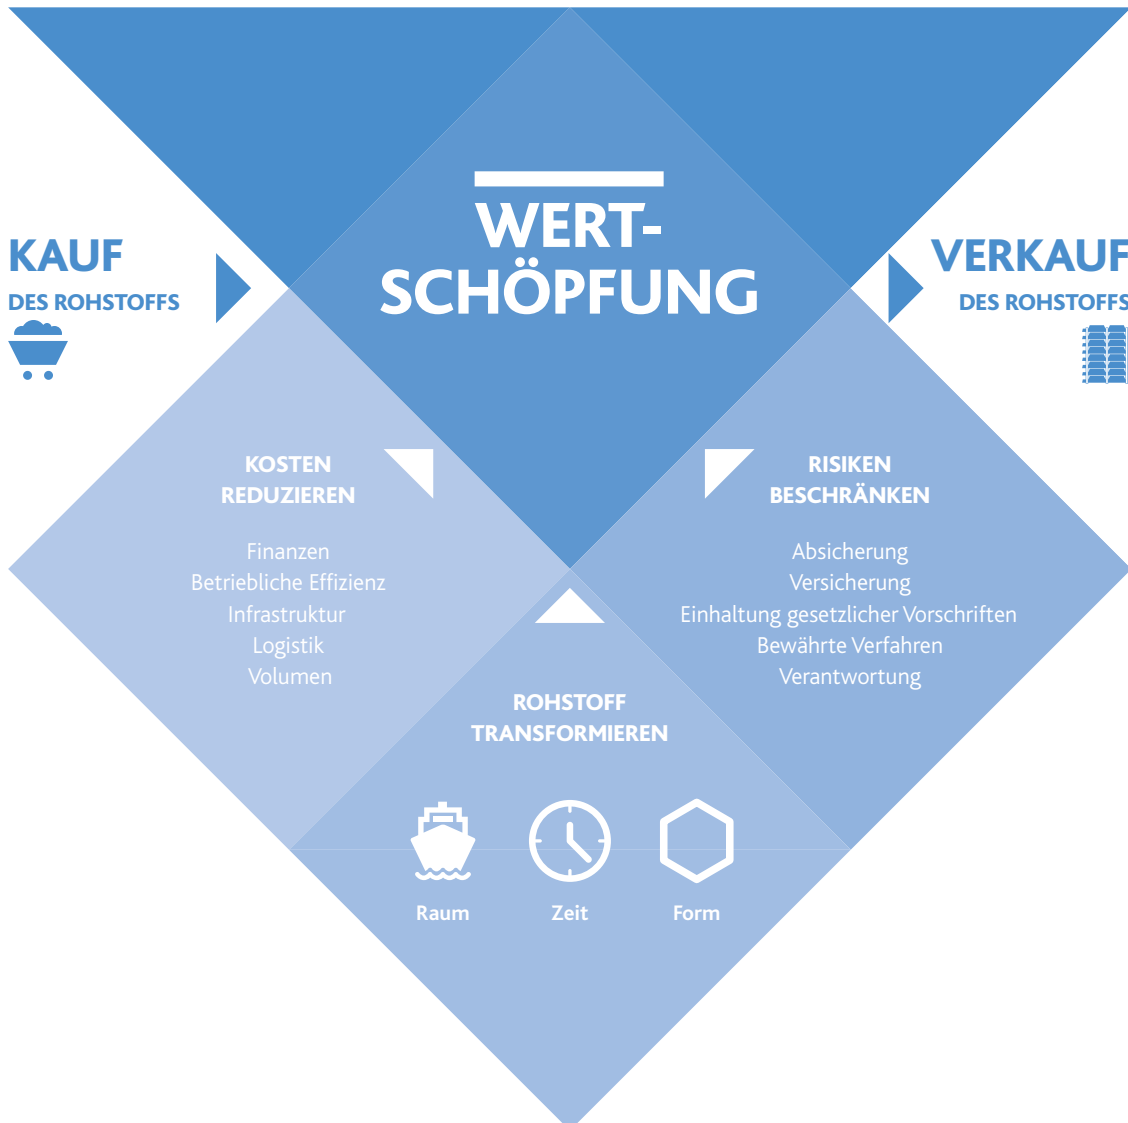 WERT-
SCHÖPFUNG
KAUF
DES ROHSTOFFS
VERKAUF
DES ROHSTOFFS
KOSTEN
REDUZIEREN
Finanzen
Betriebliche Effizienz
Infrastruktur
Logistik
Volumen
RISIKEN
BESCHRÄNKEN
Absicherung
Versicherung
Einhaltung gesetzlicher Vorschriften
Bewährte Verfahren
Verantwortung
ROHSTOFF
TRANSFORMIEREN
Raum
Zeit
Form